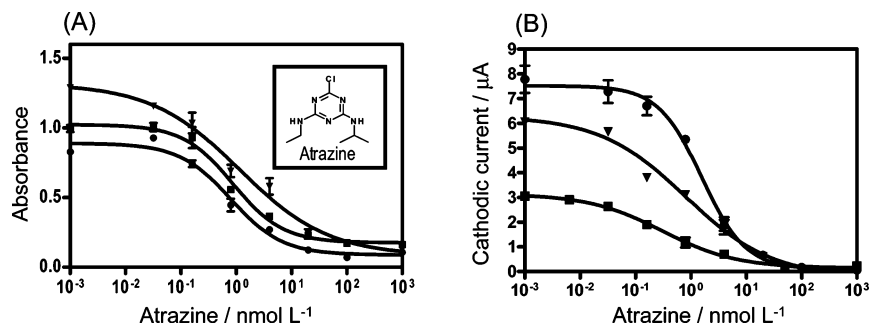 (A)
Absorbance
1.5
1.0
0.5
0.0
10⁻³ 10⁻² 10⁻¹ 10⁰ 10¹ 10² 10³
Atrazine / nmol L⁻¹
Cl
N N
HN N NH
Atrazine
(B)
Cathodic current / µA
9
8
7
6
5
4
3
2
1
0
10⁻³ 10⁻² 10⁻¹ 10⁰ 10¹ 10² 10³
Atrazine / nmol L⁻¹